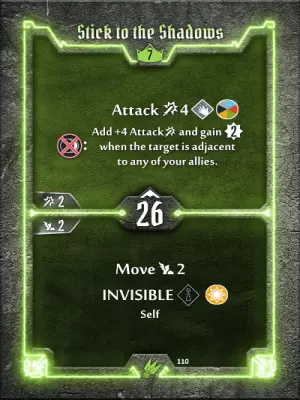 Stick to the Shadows
7
Attack 4
Add +4 Attack and gain 2
: when the target is adjacent
to any of your allies.
2
26
2
Move 2
INVISIBLE
Self
110